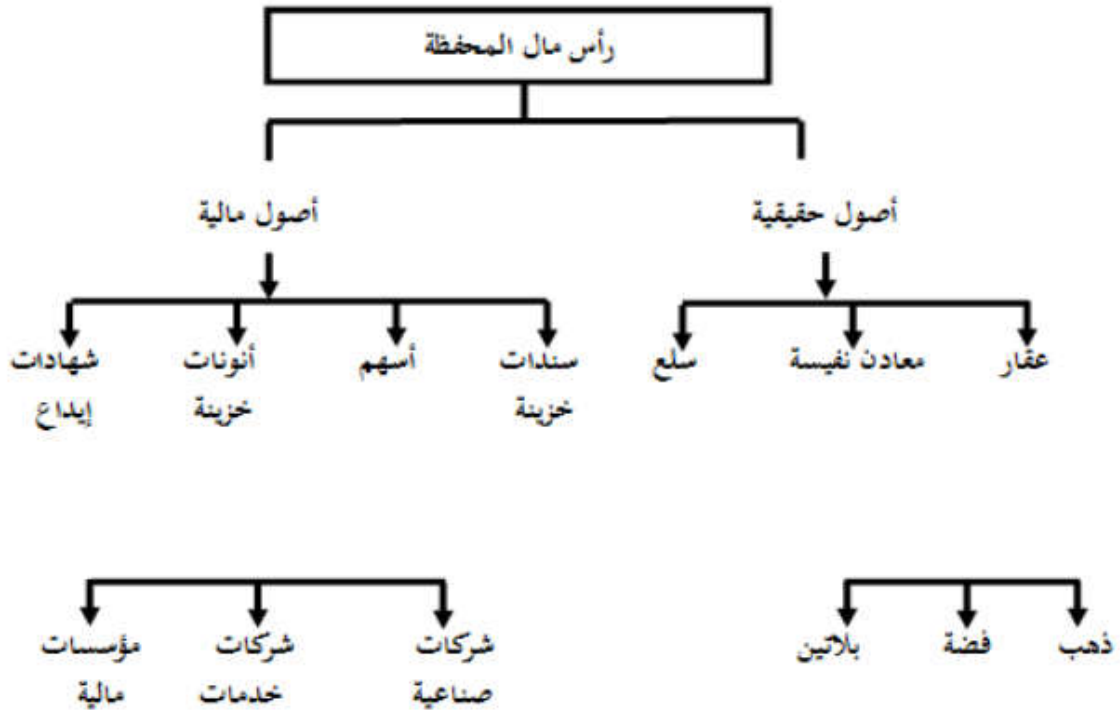 رأس مال المحفظة
أصول حقيقية
أصول مالية
عقار
معادن نفيسة
سلع
سندات
خزينة
أسهم
أنونات
خزينة
شهادات
إيداع
ذهب
فضة
بلاتين
شركات
صناعية
شركات
خدمات
مؤسسات
مالية